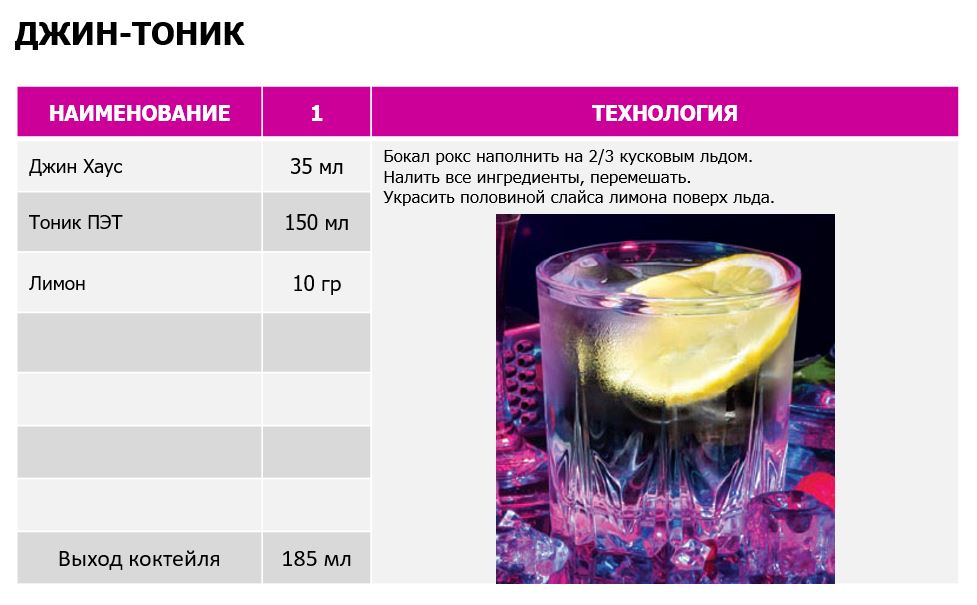 ДЖИН-ТОНИК
НАИМЕНОВАНИЕ 1 ТЕХНОЛОГИЯ
Джин Хаус 35 мл
Бокал рокс наполнить на 2/3 кусковым льдом.
Налить все ингредиенты, перемешать.
Украсить половиной слайса лимона поверх льда.
Тоник ПЭТ 150 мл
Лимон 10 гр
Выход коктейля 185 мл